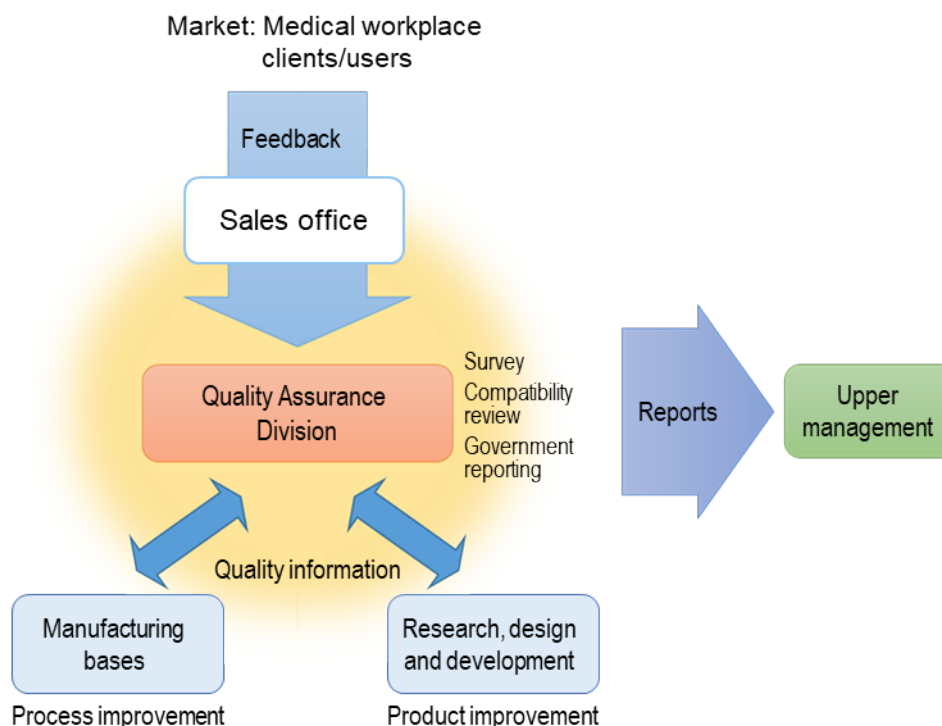 Market: Medical workplace
clients/users
Feedback
Sales office
Quality Assurance
Division
Survey
Compatibility
review
Government
reporting
Reports
Upper
management
Quality information
Manufacturing
bases
Process improvement
Research, design
and development
Product improvement